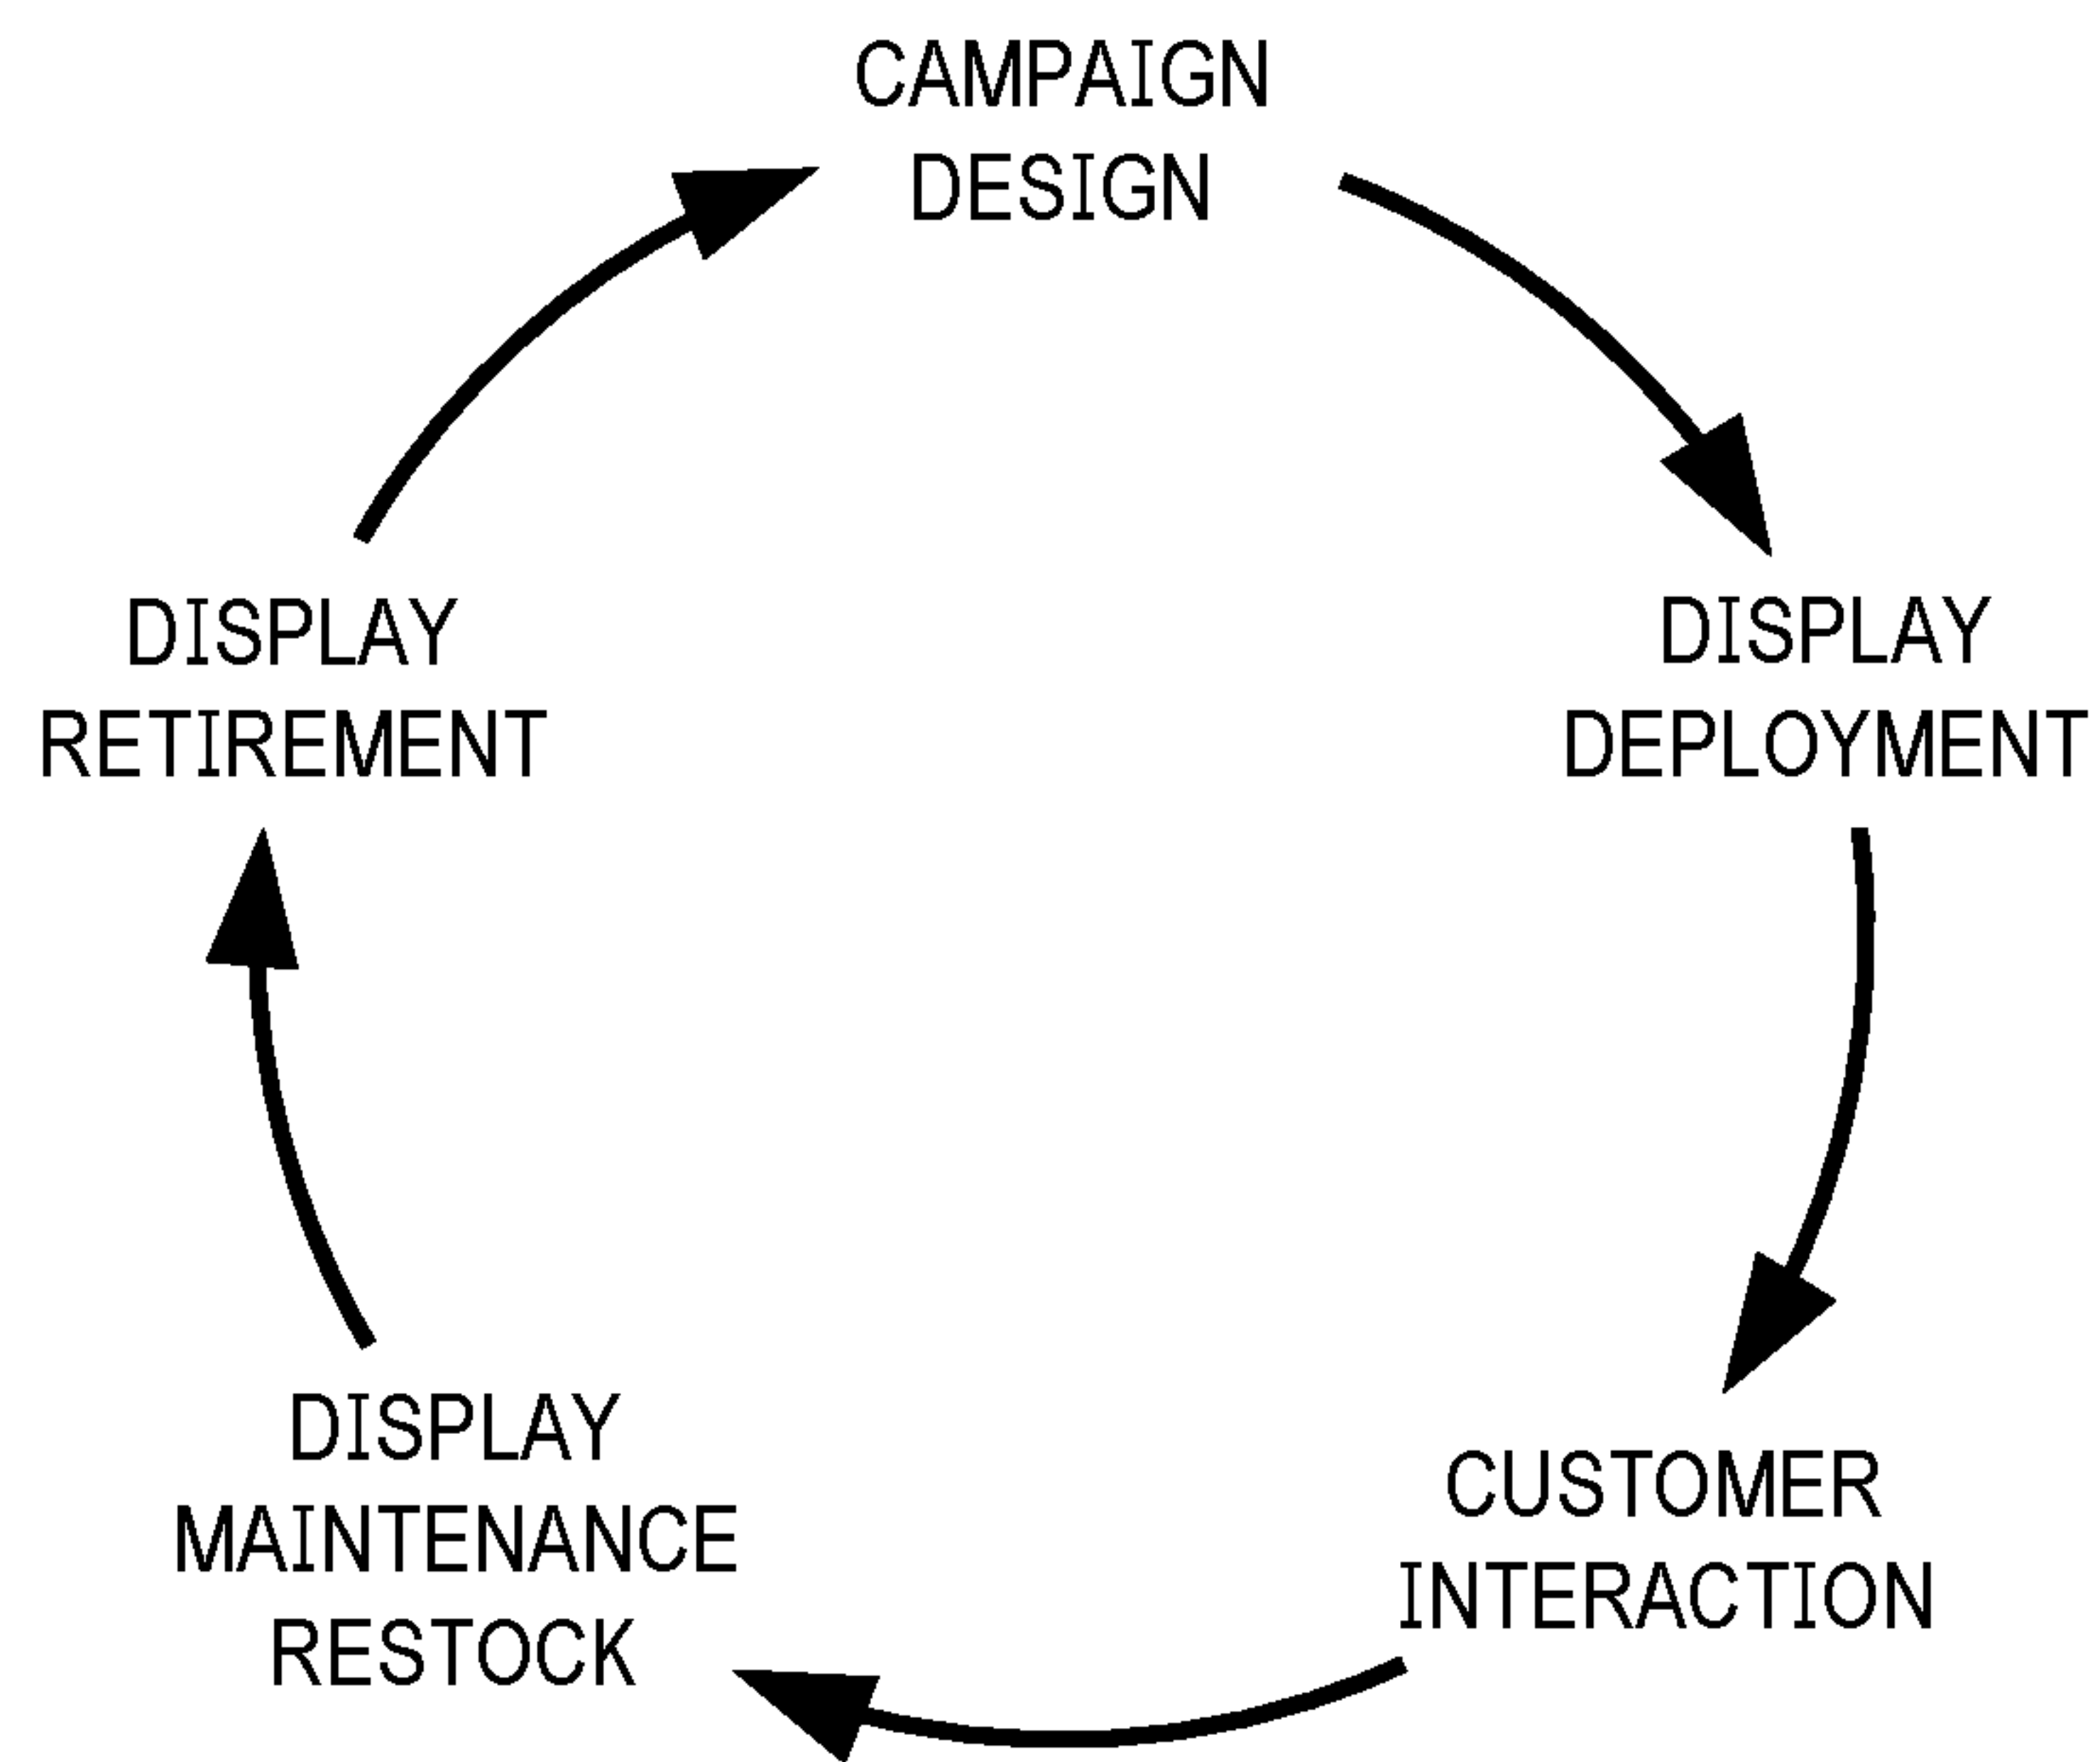 CAMPAIGN
DESIGN
DISPLAY
DEPLOYMENT
CUSTOMER
INTERACTION
DISPLAY
MAINTENANCE
RESTOCK
DISPLAY
RETIREMENT